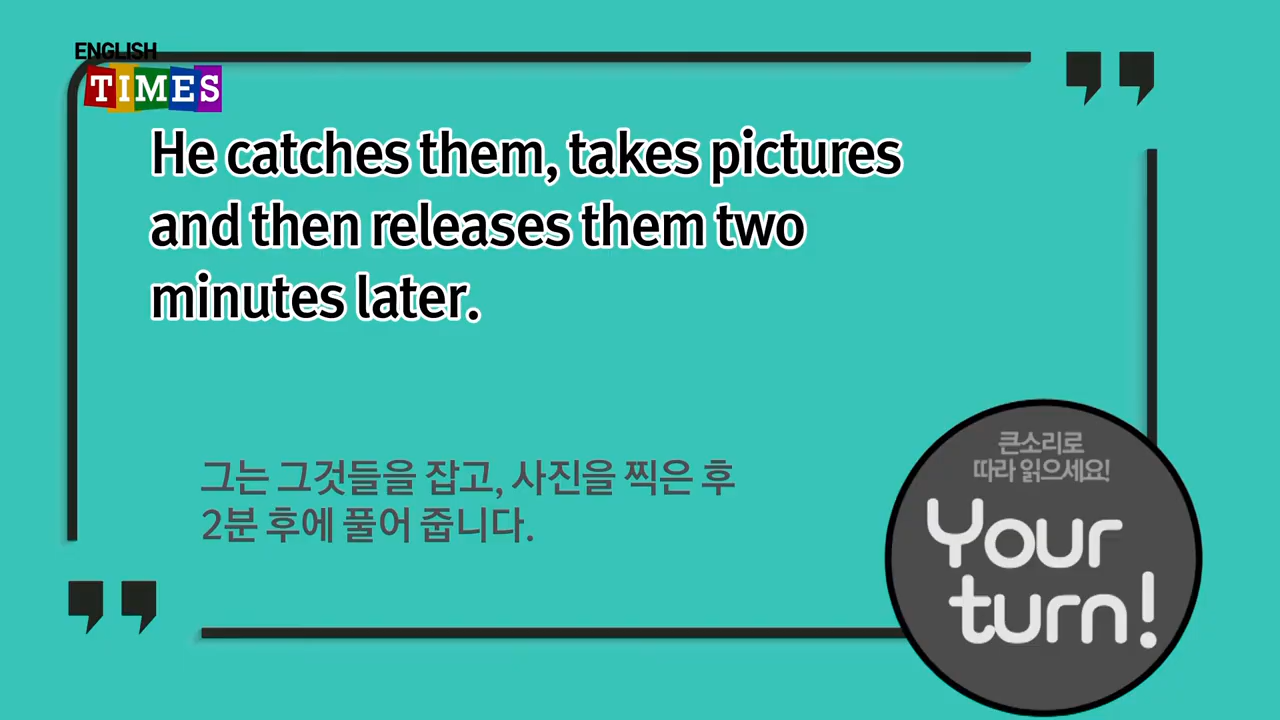 ENGLISH
TIMES
He catches them, takes pictures
and then releases them two
minutes later.
그는 그것들을 잡고, 사진을 찍은 후
2분 후에 풀어 줍니다.
큰소리로
따라 읽으세요!
Your
turn!